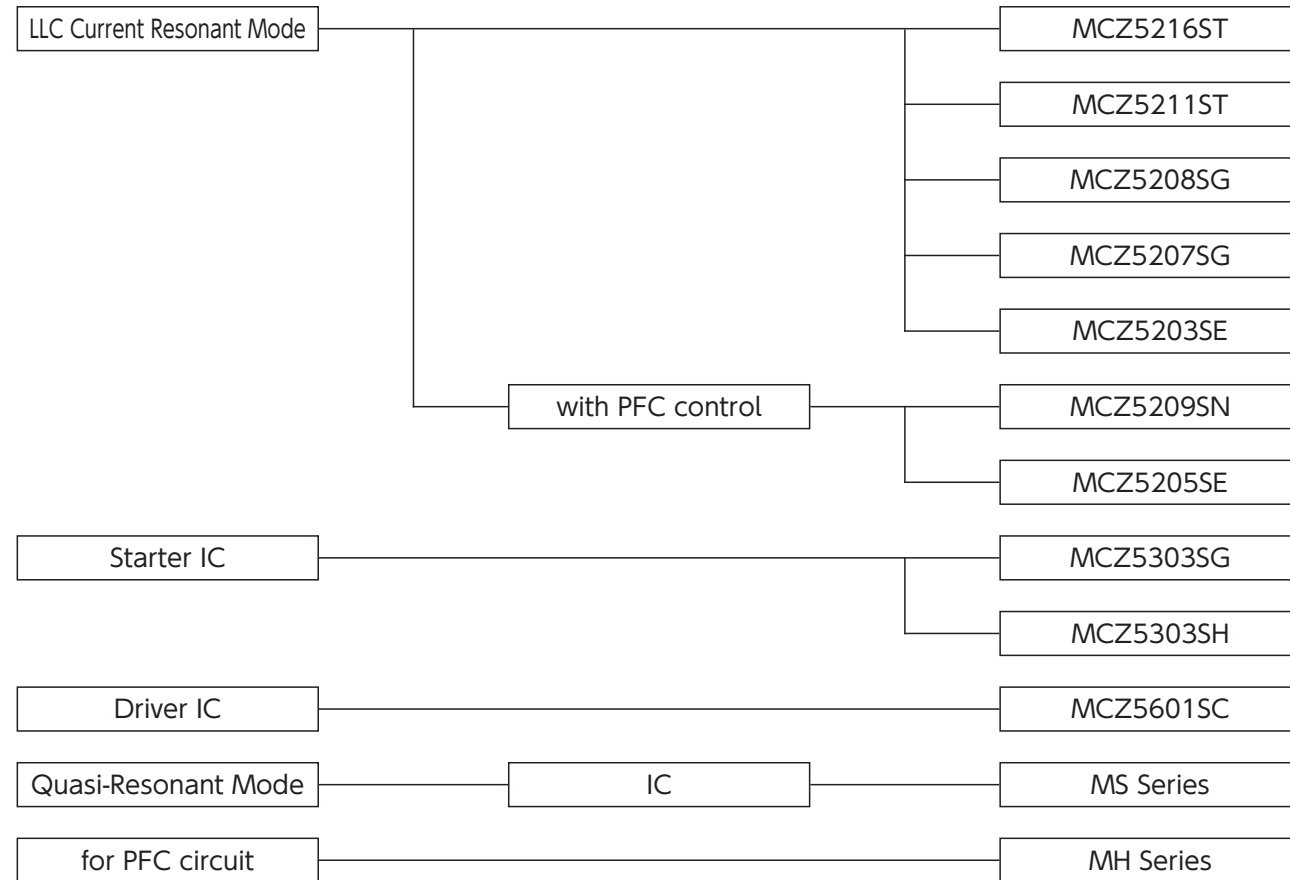 LLC Current Resonant Mode
MCZ5216ST
MCZ5211ST
MCZ5208SG
MCZ5207SG
MCZ5203SE
with PFC control
MCZ5209SN
MCZ5205SE
Starter IC
MCZ5303SG
MCZ5303SH
Driver IC
MCZ5601SC
Quasi-Resonant Mode
IC
MS Series
for PFC circuit
MH Series